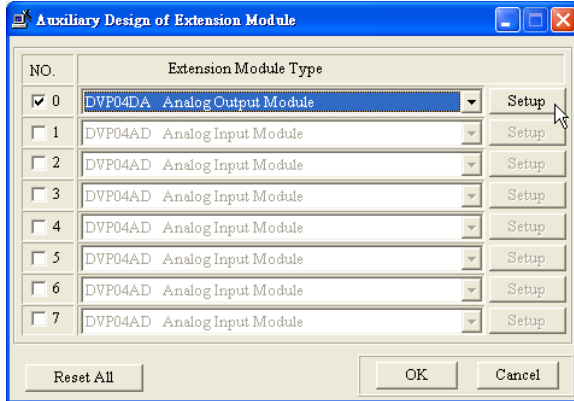 Auxiliary Design of Extension Module
NO. Extension Module Type
0 DVP04DA Analog Output Module Setup
1 DVP04AD Analog Input Module Setup
2 DVP04AD Analog Input Module Setup
3 DVP04AD Analog Input Module Setup
4 DVP04AD Analog Input Module Setup
5 DVP04AD Analog Input Module Setup
6 DVP04AD Analog Input Module Setup
7 DVP04AD Analog Input Module Setup
Reset All OK Cancel